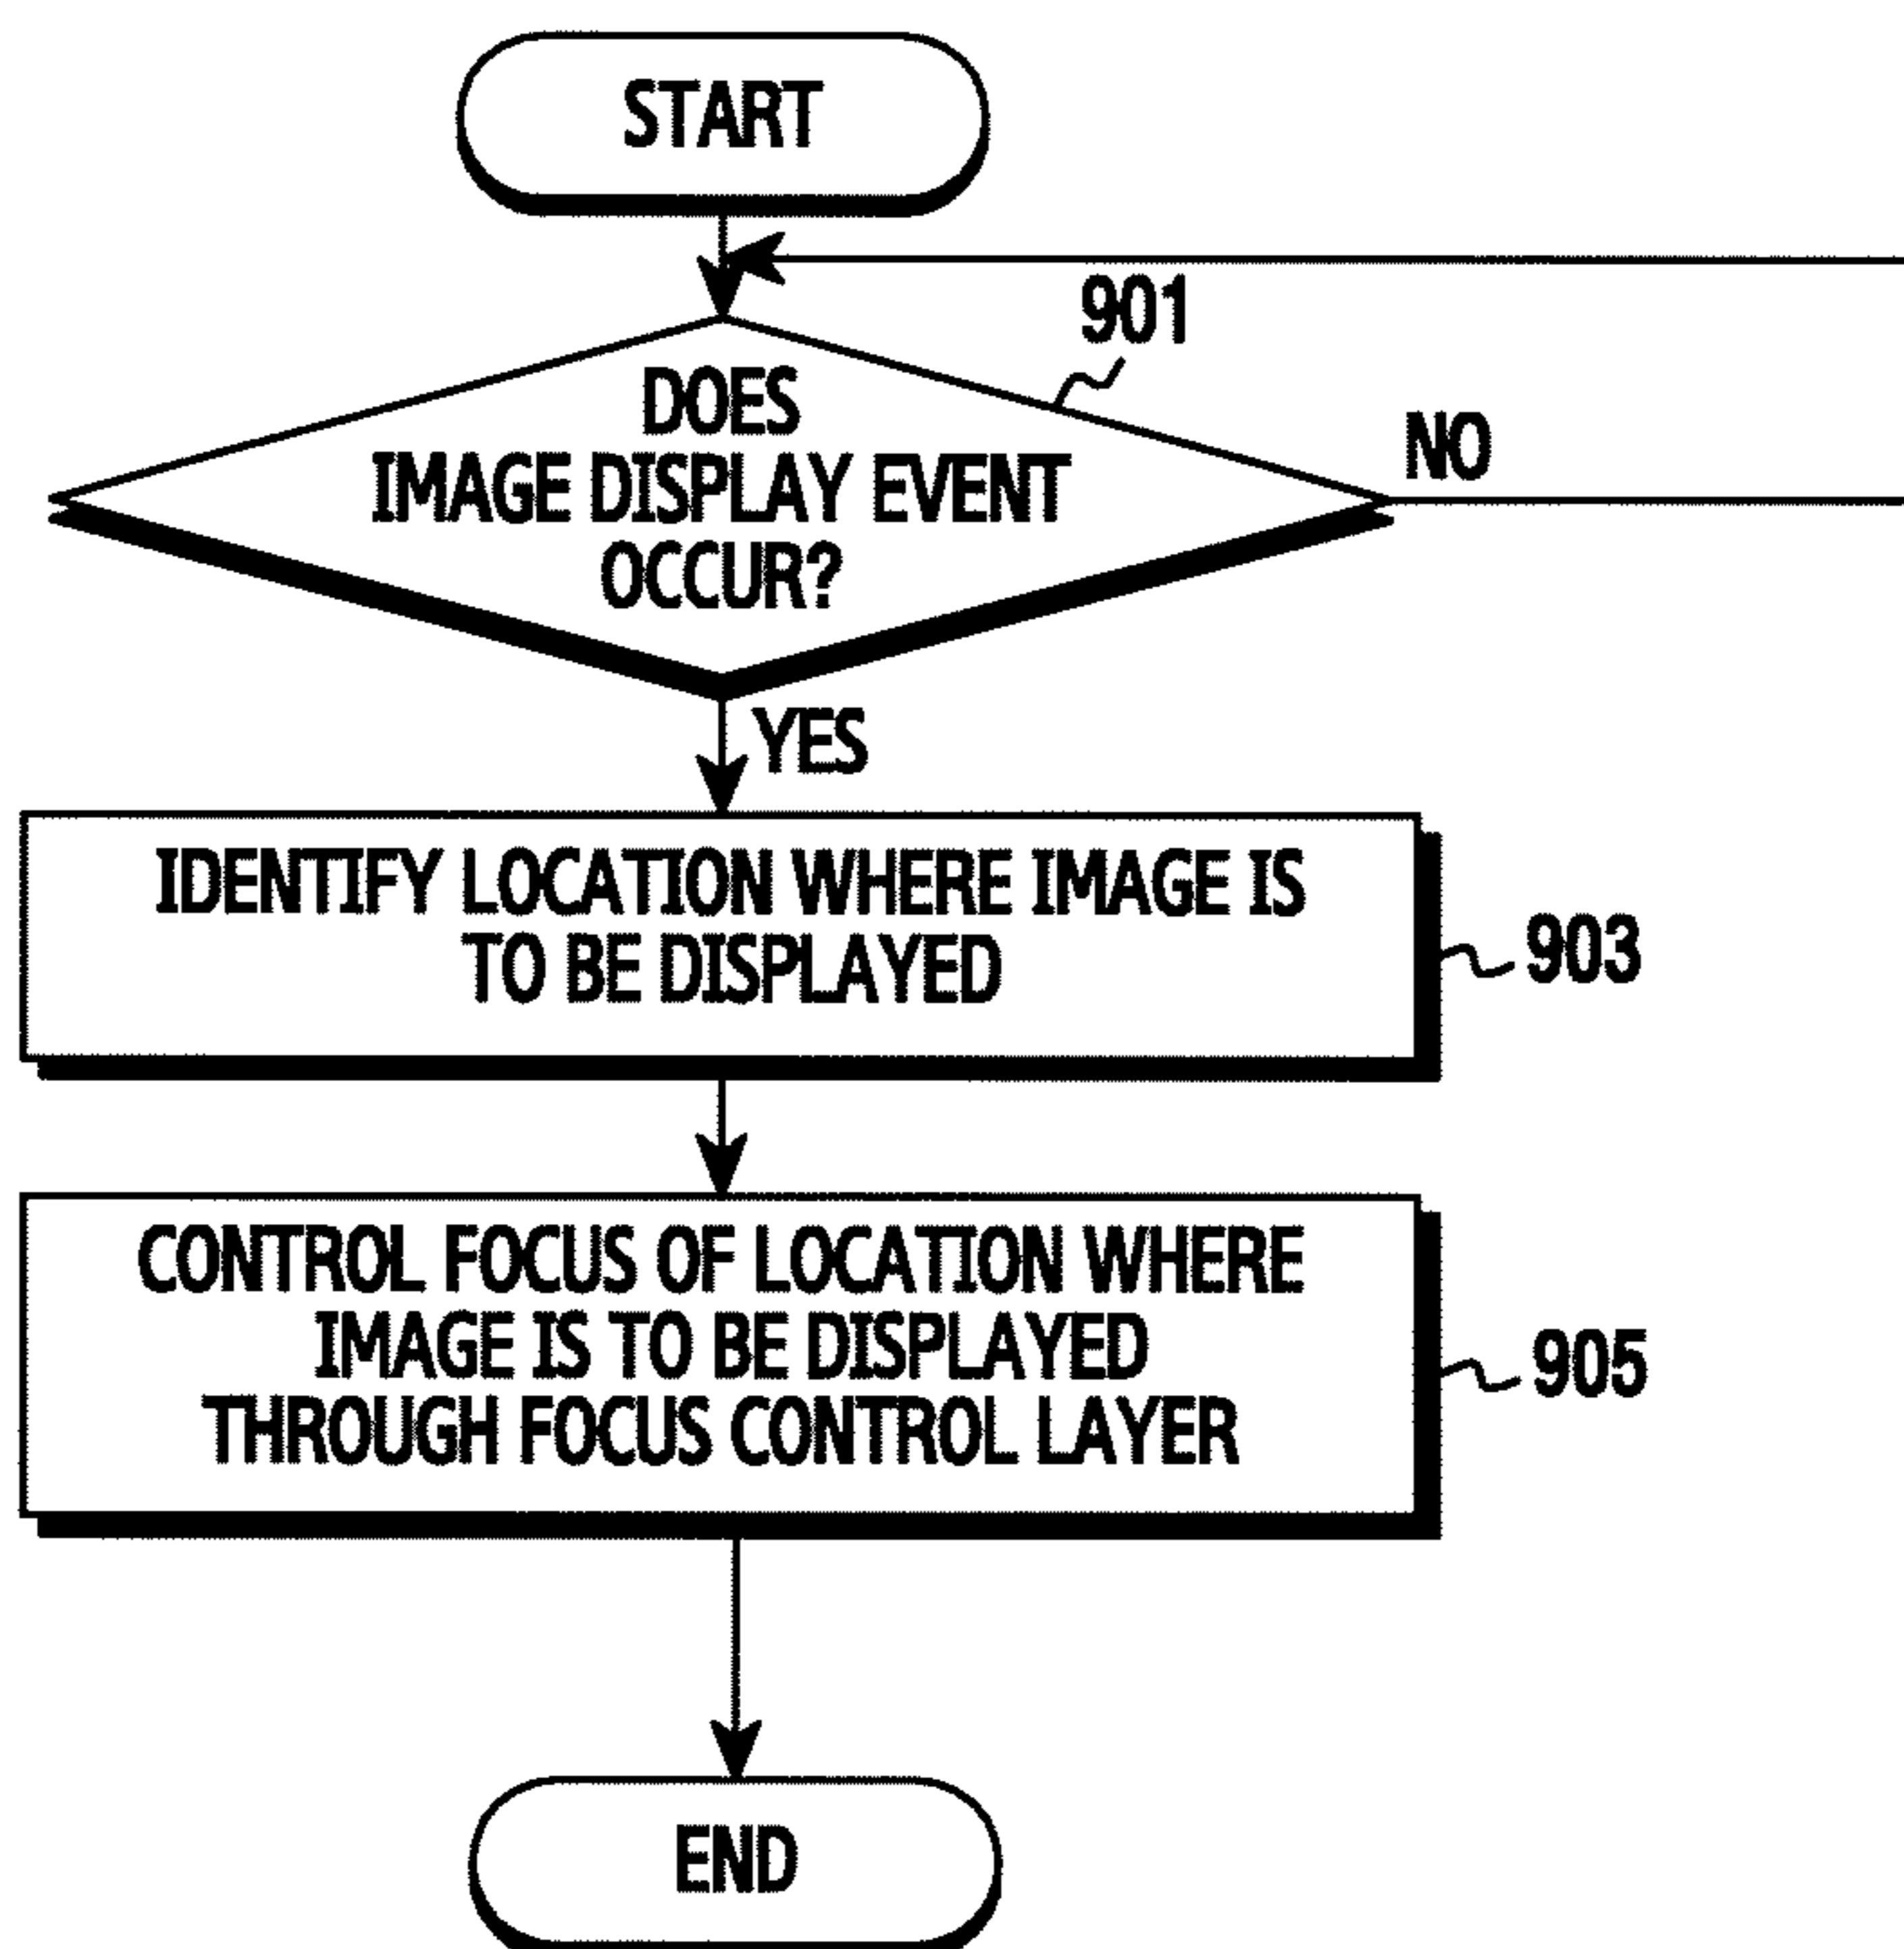 START
901
DOES
IMAGE DISPLAY EVENT
OCCUR?
NO
YES
IDENTIFY LOCATION WHERE IMAGE IS
TO BE DISPLAYED
903
CONTROL FOCUS OF LOCATION WHERE
IMAGE IS TO BE DISPLAYED
THROUGH FOCUS CONTROL LAYER
905
END